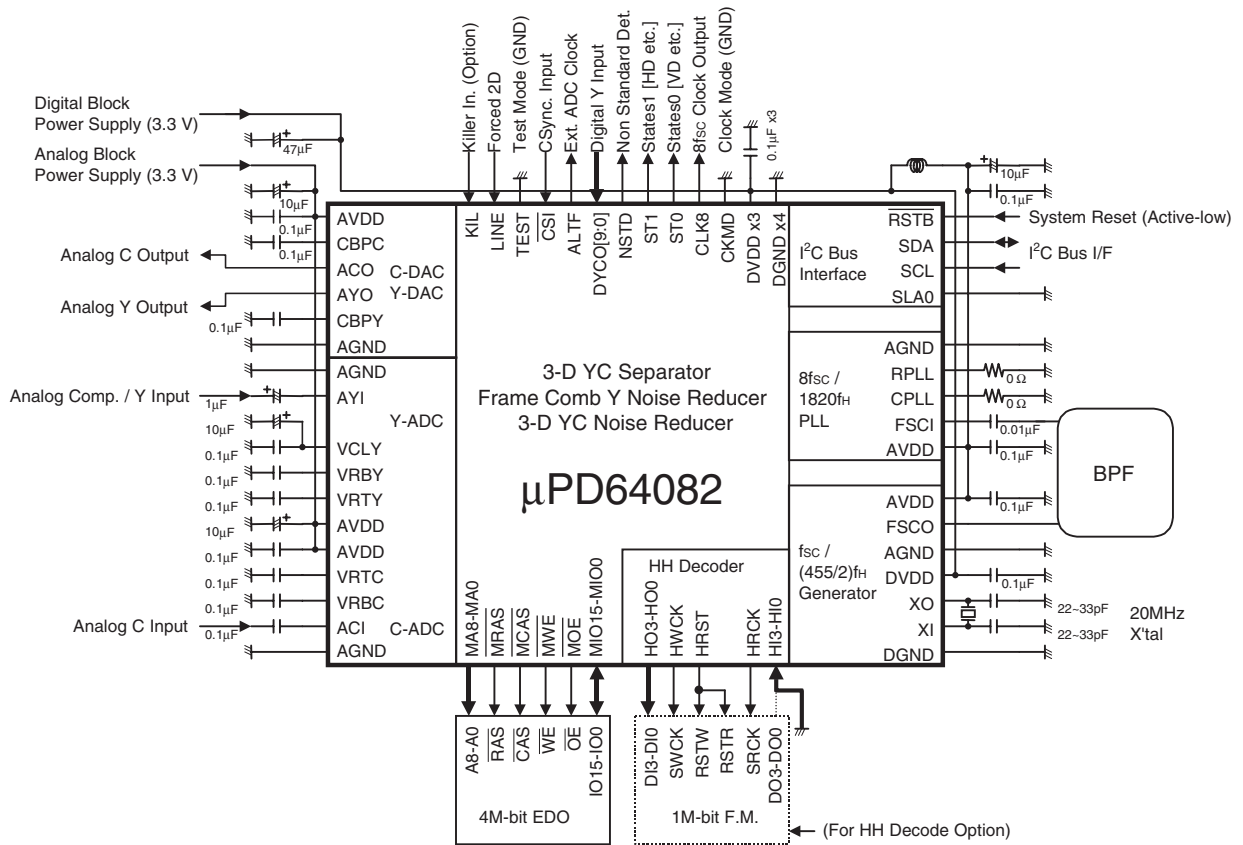 Killer In. (Option)
Forced 2D
Test Mode (GND)
CSync. Input
Ext. ADC Clock
Digital Y Input
Non Standard Det.
States1 [HD etc.]
States0 [VD etc.]
8fSC Clock Output
Clock Mode (GND)
0.1μF x3
Digital Block
Power Supply (3.3 V)
47μF
Analog Block
Power Supply (3.3 V)
10μF
0.1μF
0.1μF
Analog C Output
Analog Y Output
0.1μF
Analog Comp. / Y Input
1μF
10μF
0.1μF
0.1μF
0.1μF
10μF
0.1μF
0.1μF
0.1μF
Analog C Input
0.1μF
AVDD
CBPC
ACO
C-DAC
AYO
Y-DAC
CBPY
AGND
AGND
AYI
Y-ADC
VCLY
VRBY
VRTY
AVDD
AVDD
VRTC
VRBC
ACI
C-ADC
AGND
KIL
LINE
TEST
CSI
ALTF
DYCO[9:0]
NSTD
ST1
ST0
CLK8
CKMD
DVDD x3
DGND x4
3-D YC Separator
Frame Comb Y Noise Reducer
3-D YC Noise Reducer
μPD64082
I2C Bus
Interface
RSTB
SDA
SCL
SLA0
8fSC /
1820fH
PLL
AGND
RPLL
CPLL
FSCI
AVDD
fSC /
(455/2)fH
Generator
AVDD
FSCO
AGND
DVDD
XO
XI
DGND
10μF
0.1μF
System Reset (Active-low)
I2C Bus I/F
0 Ω
0 Ω
0.01μF
0.1μF
BPF
0.1μF
0.1μF
22~33pF
22~33pF
20MHz
X'tal
HH Decoder
MA8-MA0
MRAS
MCAS
MWE
MOE
MIO15-MIO0
HO3-HO0
HWCK
HRST
HRCK
HI3-HI0
A8-A0
RAS
CAS
WE
OE
IO15-IO0
4M-bit EDO
DI3-DI0
SWCK
RSTW
RSTR
SRCK
DO3-DO0
1M-bit F.M.
(For HH Decode Option)